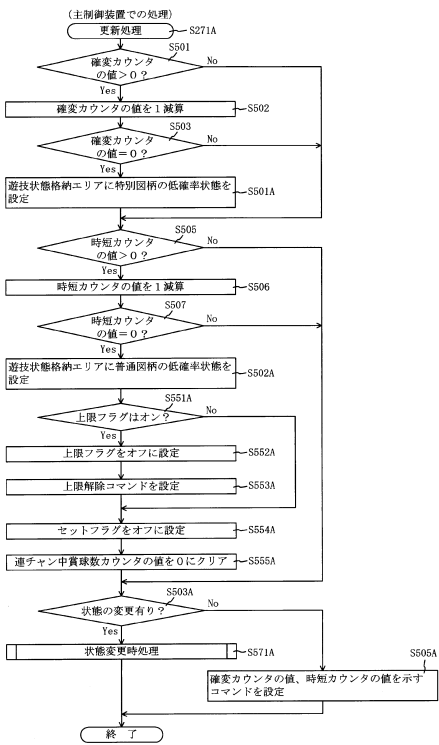 (主制御装置での処理)
更新処理
S271A
S501
確変カウンタ
の値>0?
No
Yes
確変カウンタの値を1減算
S502
S503
確変カウンタ
の値=0?
No
Yes
遊技状態格納エリアに特別図柄の低確率状態を
設定
S501A
S505
時短カウンタ
の値>0?
No
Yes
時短カウンタの値を1減算
S506
S507
時短カウンタ
の値=0?
No
Yes
遊技状態格納エリアに普通図柄の低確率状態を
設定
S502A
S551A
上限フラグはオン?
No
Yes
上限フラグをオフに設定
S552A
上限解除コマンドを設定
S553A
セットフラグをオフに設定
S554A
連チャン中賞球数カウンタの値を0にクリア
S555A
S503A
状態の変更有り?
No
Yes
状態変更時処理
S571A
S505A
確変カウンタの値、時短カウンタの値を示す
コマンドを設定
終了